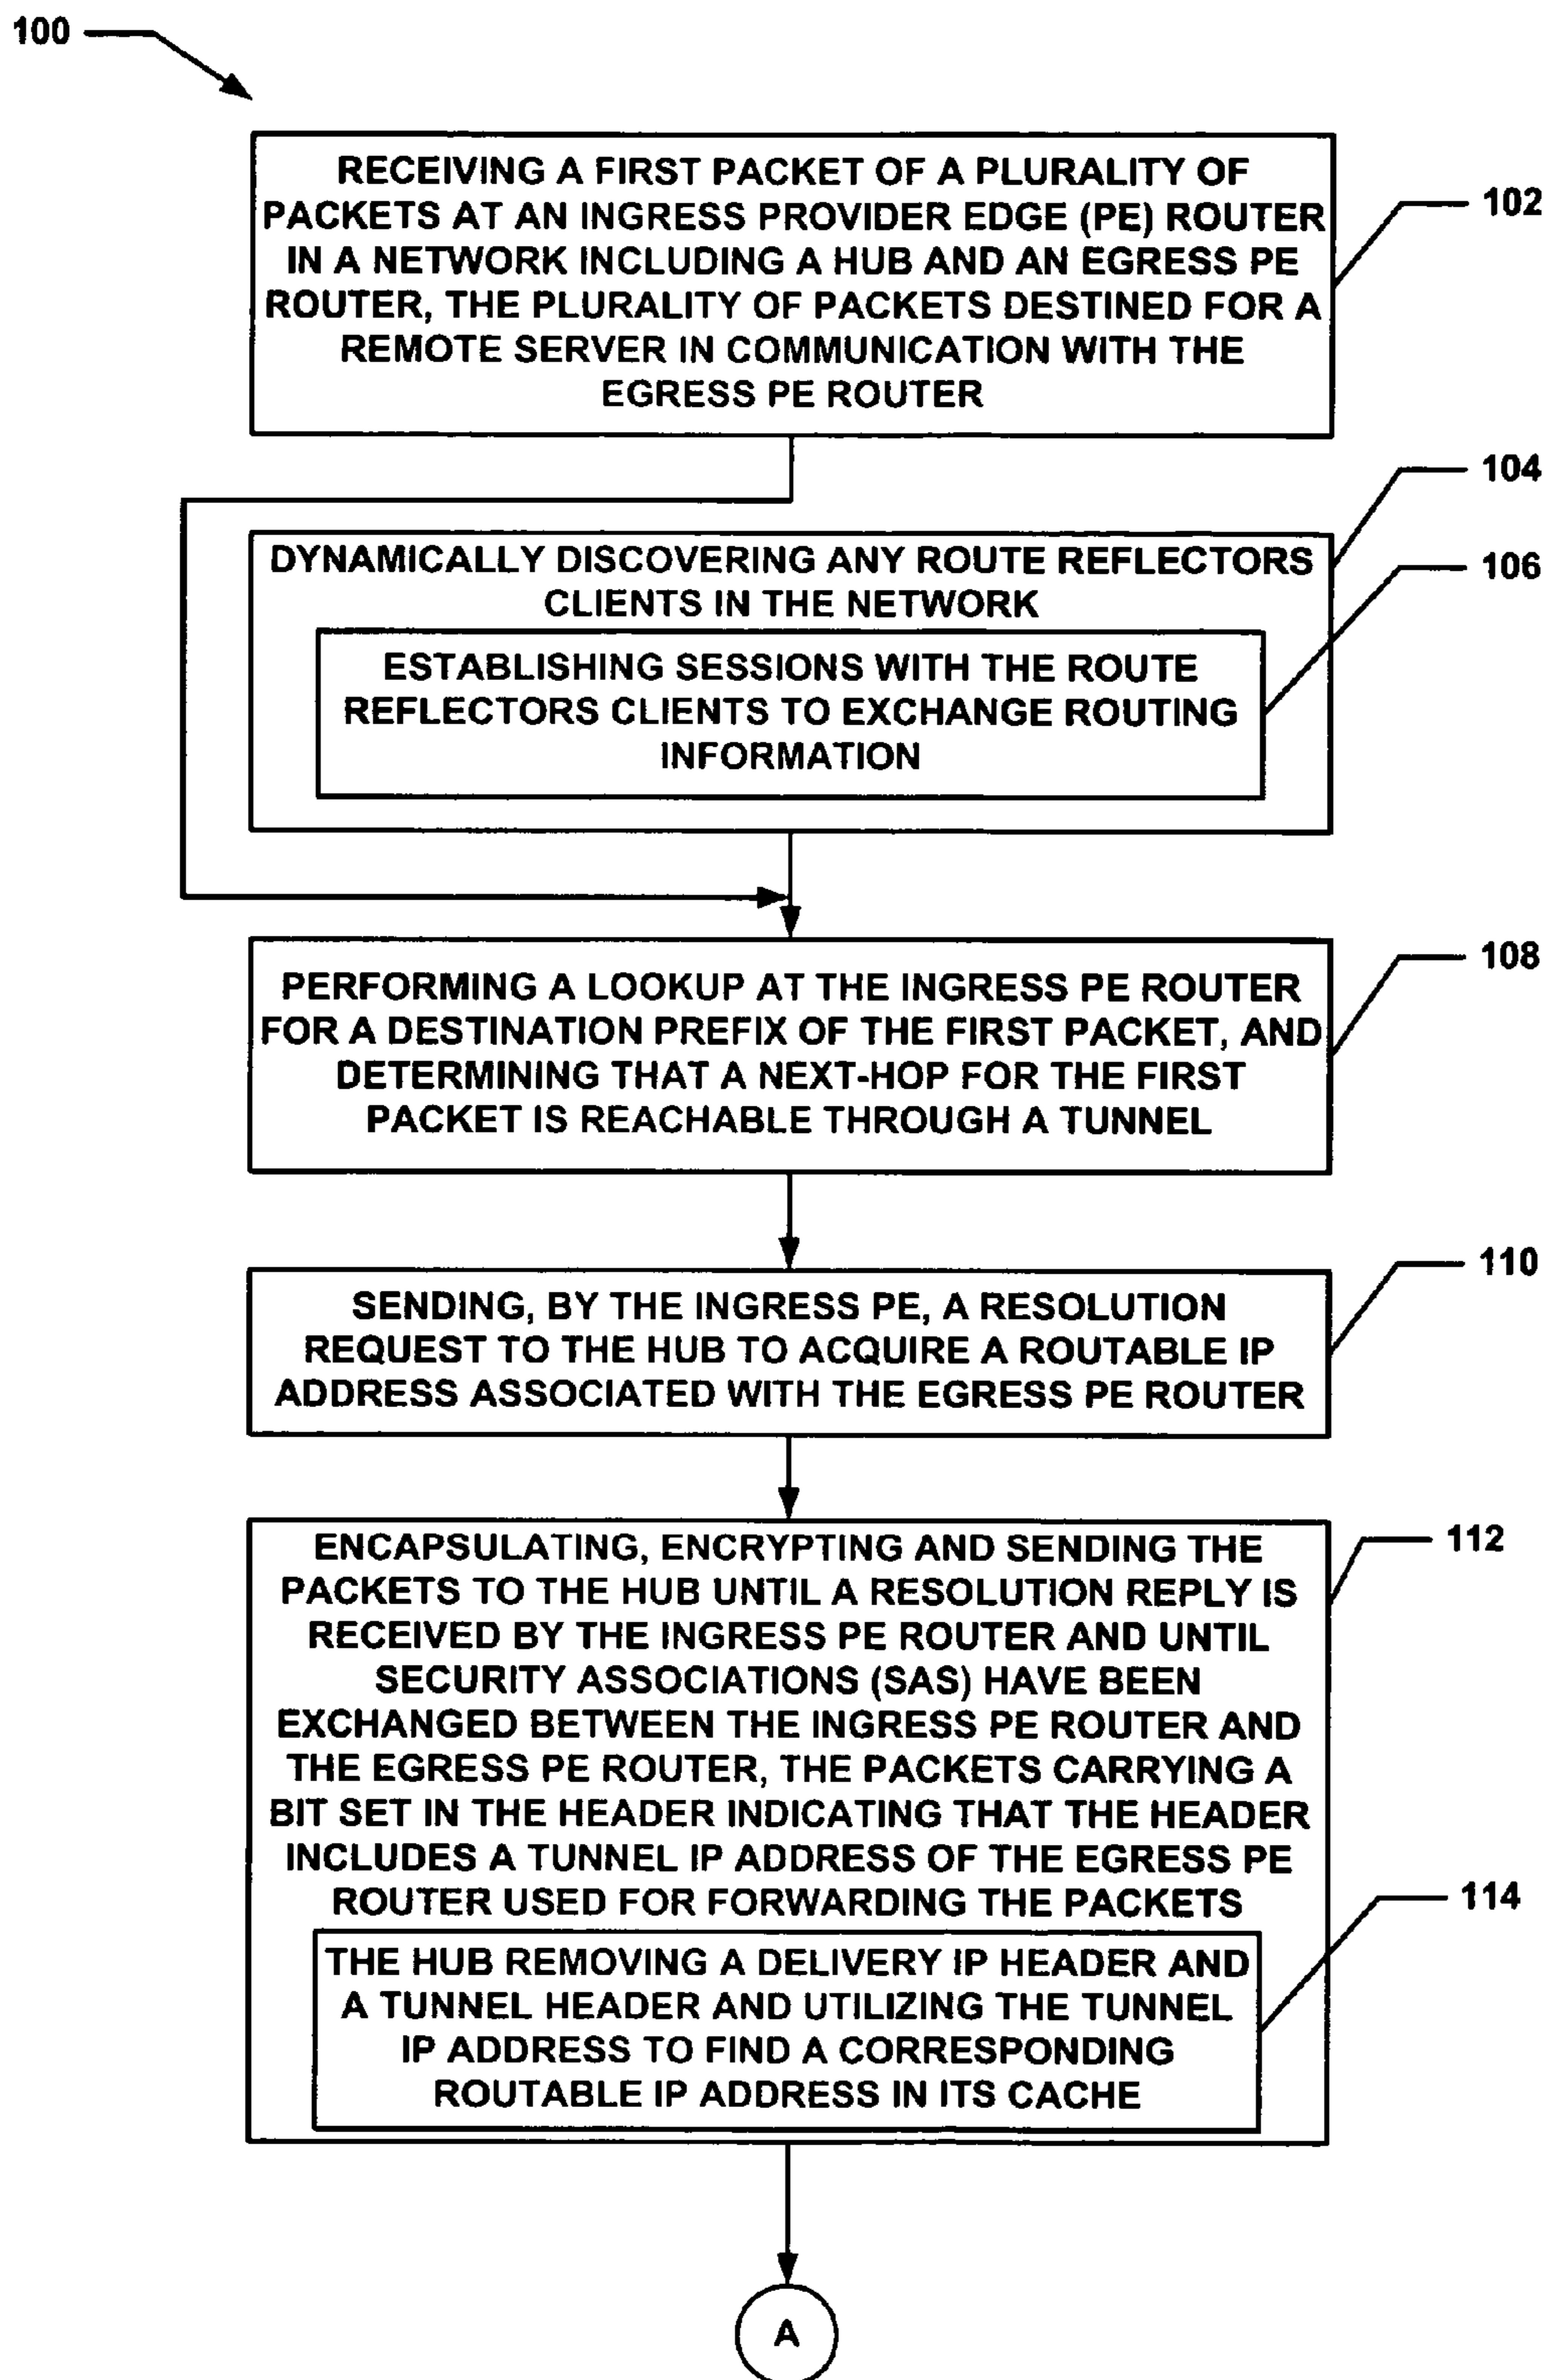 100
RECEIVING A FIRST PACKET OF A PLURALITY OF
PACKETS AT AN INGRESS PROVIDER EDGE (PE) ROUTER
IN A NETWORK INCLUDING A HUB AND AN EGRESS PE
ROUTER, THE PLURALITY OF PACKETS DESTINED FOR A
REMOTE SERVER IN COMMUNICATION WITH THE
EGRESS PE ROUTER
102
DYNAMICALLY DISCOVERING ANY ROUTE REFLECTORS
CLIENTS IN THE NETWORK
104
ESTABLISHING SESSIONS WITH THE ROUTE
REFLECTORS CLIENTS TO EXCHANGE ROUTING
INFORMATION
106
PERFORMING A LOOKUP AT THE INGRESS PE ROUTER
FOR A DESTINATION PREFIX OF THE FIRST PACKET, AND
DETERMINING THAT A NEXT-HOP FOR THE FIRST
PACKET IS REACHABLE THROUGH A TUNNEL
108
SENDING, BY THE INGRESS PE, A RESOLUTION
REQUEST TO THE HUB TO ACQUIRE A ROUTABLE IP
ADDRESS ASSOCIATED WITH THE EGRESS PE ROUTER
110
ENCAPSULATING, ENCRYPTING AND SENDING THE
PACKETS TO THE HUB UNTIL A RESOLUTION REPLY IS
RECEIVED BY THE INGRESS PE ROUTER AND UNTIL
SECURITY ASSOCIATIONS (SAS) HAVE BEEN
EXCHANGED BETWEEN THE INGRESS PE ROUTER AND
THE EGRESS PE ROUTER, THE PACKETS CARRYING A
BIT SET IN THE HEADER INDICATING THAT THE HEADER
INCLUDES A TUNNEL IP ADDRESS OF THE EGRESS PE
ROUTER USED FOR FORWARDING THE PACKETS
112
THE HUB REMOVING A DELIVERY IP HEADER AND
A TUNNEL HEADER AND UTILIZING THE TUNNEL
IP ADDRESS TO FIND A CORRESPONDING
ROUTABLE IP ADDRESS IN ITS CACHE
114
A